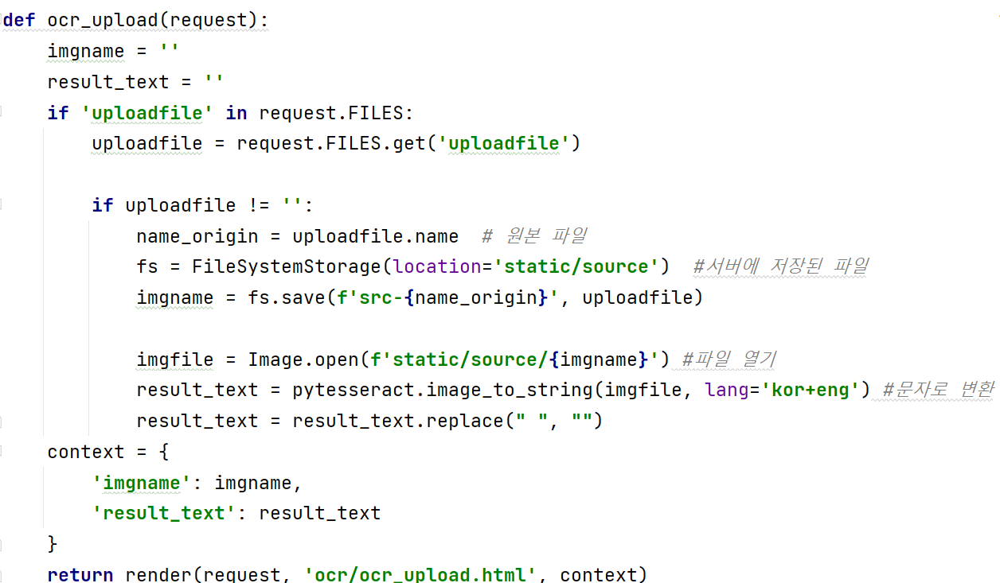 def ocr_upload(request):
    imgname = ''
    result_text = ''
    if 'uploadfile' in request.FILES:
        uploadfile = request.FILES.get('uploadfile')
        if uploadfile != '':
            name_origin = uploadfile.name  # 원본 파일
            fs = FileSystemStorage(location='static/source')  #서버에 저장된 파일
            imgname = fs.save(f'src-{name_origin}', uploadfile)
            imgfile = Image.open(f'static/source/{imgname}') #파일 열기
            result_text = pytesseract.image_to_string(imgfile, lang='kor+eng') #문자로 변환
            result_text = result_text.replace(" ", "")
    context = {
        'imgname': imgname,
        'result_text': result_text
    }
    return render(request, 'ocr/ocr_upload.html', context)